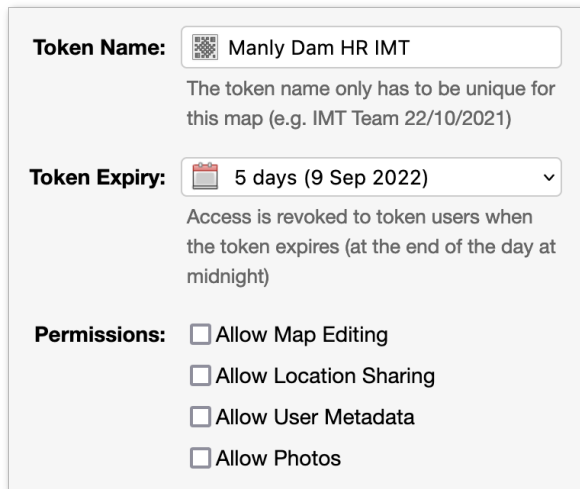 Token Name: Manly Dam HR IMT
The token name only has to be unique for
this map (e.g. IMT Team 22/10/2021)
Token Expiry: 5 days (9 Sep 2022)
Access is revoked to token users when
the token expires (at the end of the day at
midnight)
Permissions: Allow Map Editing
Allow Location Sharing
Allow User Metadata
Allow Photos